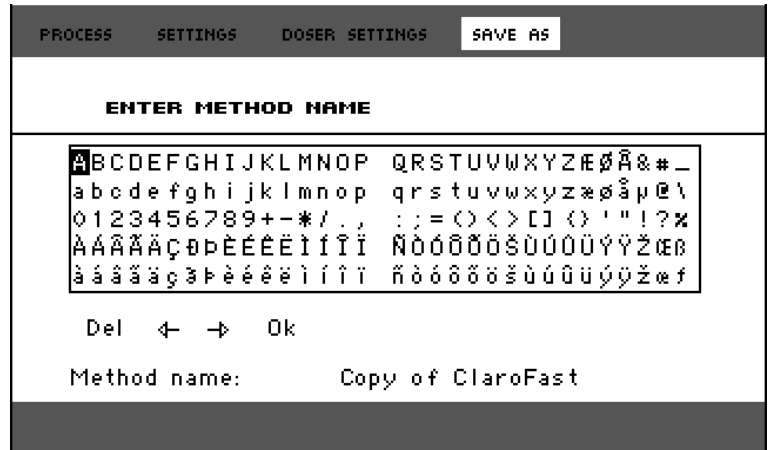 PROCESS SETTINGS DOSER SETTINGS SAVE AS
ENTER METHOD NAME
ABCDEFGHIJKLMNOP QRSTUVWXYZÆØÅ&#_
abcdefghijklmnop qrstuvwxyzæøåµ@\
0123456789+-*/., :;=()<>[]{}'"!?%
ÀÁÂÃÄÇÐÞÈÉÊËÌÍÎÏ ÑÒÓÔÕÖŠÙÚÛÜÝŸŽŒß
àáâãäçðþèéêëìíîï ñòóôõöšùúûüýÿžœƒ
Del ← → Ok
Method name: Copy of ClaroFast